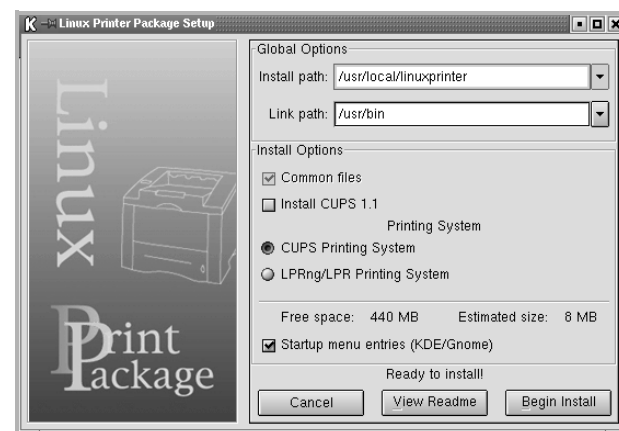 Linux Printer Package Setup
Linux
Print
Package
Global Options
Install path: /usr/local/linuxprinter
Link path: /usr/bin
Install Options
Common files
Install CUPS 1.1
Printing System
CUPS Printing System
LPRng/LPR Printing System
Free space: 440 MB Estimated size: 8 MB
Startup menu entries (KDE/Gnome)
Ready to install!
Cancel View Readme Begin Install